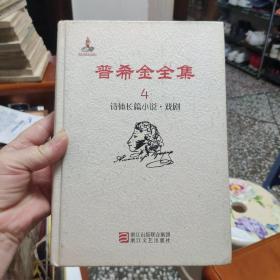 普希金全集
4
诗体长篇小说·戏剧
浙江出版联合集团
浙江文艺出版社